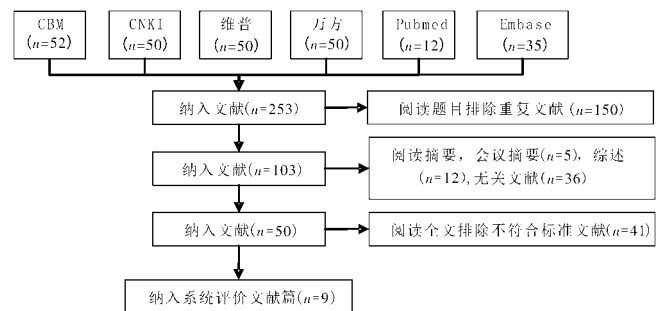 CBM
(n=52)
CNKI
(n=50)
维普
(n=50)
万方
(n=50)
Pubmed
(n=12)
Embase
(n=35)
纳入文献(n=253)
阅读题目排除重复文献 (n=150)
纳入文献(n=103)
阅读摘要，会议摘要(n=5)，综述
(n=12),无关文献(n=36)
纳入文献(n=50)
阅读全文排除不符合标准文献(n=41)
纳入系统评价文献篇(n=9)